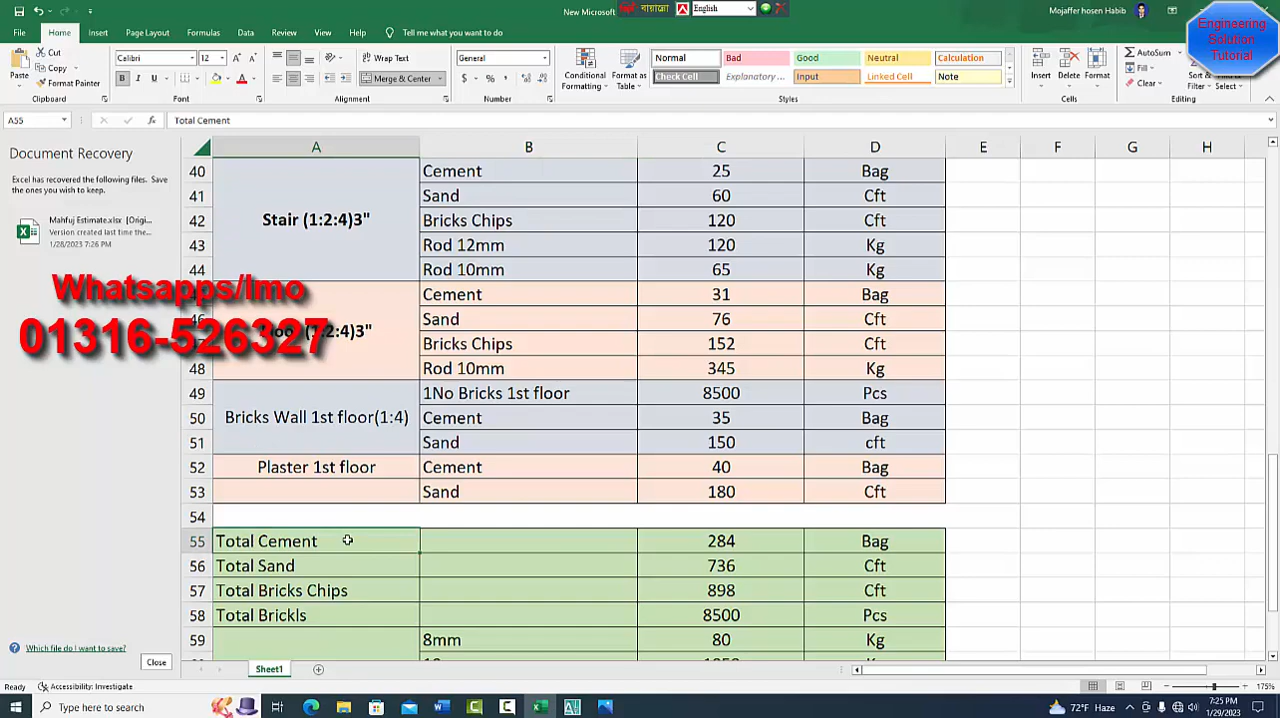 New Microsoft
বায়ান্নো
English
Mojaffer hosen Habib
Engineering
Solution
Tutorial
File
Home
Insert
Page Layout
Formulas
Data
Review
View
Help
Tell me what you want to do
Paste
Cut
Copy
Format Painter
Clipboard
Calibri
12
Font
Wrap Text
Merge & Center
Alignment
General
Number
Conditional
Formatting
Format as
Table
Normal
Bad
Good
Neutral
Calculation
Check Cell
Explanatory ...
Input
Linked Cell
Note
Styles
Insert
Delete
Format
Cells
AutoSum
Fill
Clear
Sort &
Filter
Find &
Select
Editing
A55
fx
Total Cement
Document Recovery
Excel has recovered the following files. Save
the ones you wish to keep.
Mahfuj Estimate.xlsx [Origi...
Version created last time the...
1/28/2023 7:26 PM
Whatsapps/Imo
01316-526327
A B C D E F G H
40 Cement 25 Bag
41 Sand 60 Cft
42 Stair (1:2:4)3" Bricks Chips 120 Cft
43 Rod 12mm 120 Kg
44 Rod 10mm 65 Kg
Cement 31 Bag
46 Sand 76 Cft
(1:2:4)3" Bricks Chips 152 Cft
48 Rod 10mm 345 Kg
49 1No Bricks 1st floor 8500 Pcs
50 Bricks Wall 1st floor(1:4) Cement 35 Bag
51 Sand 150 cft
52 Plaster 1st floor Cement 40 Bag
53 Sand 180 Cft
54
55 Total Cement 284 Bag
56 Total Sand 736 Cft
57 Total Bricks Chips 898 Cft
58 Total Brickls 8500 Pcs
59 8mm 80 Kg
Which file do I want to save?
Close
Sheet1
Ready
Accessibility: Investigate
175%
Type here to search
72°F Haze
7:25 PM
1/29/2023